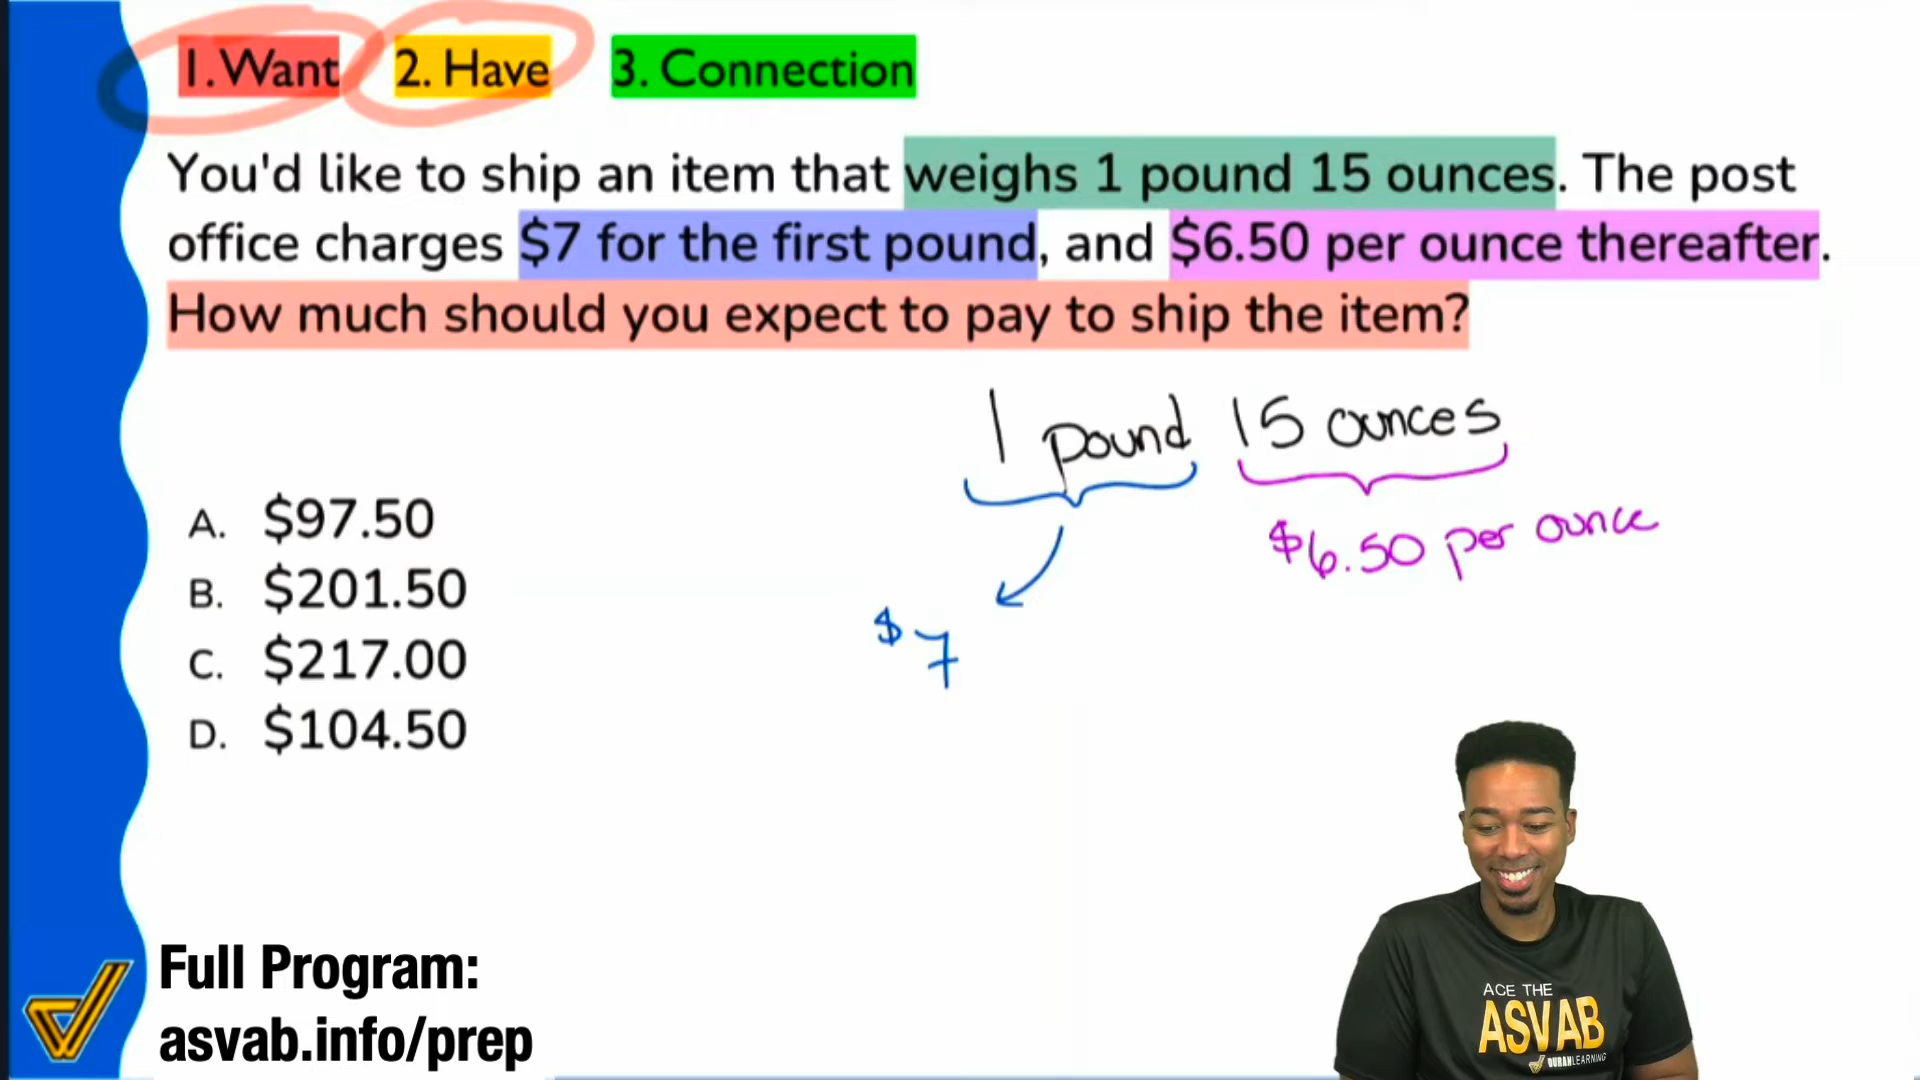 1. Want 2. Have 3. Connection
You'd like to ship an item that weighs 1 pound 15 ounces. The post
office charges $7 for the first pound, and $6.50 per ounce thereafter.
How much should you expect to pay to ship the item?
1 pound 15 ounces
$6.50 per ounce
$7
A. $97.50
B. $201.50
C. $217.00
D. $104.50
Full Program:
asvab.info/prep
ACE THE
ASVAB
DURANLEARNING